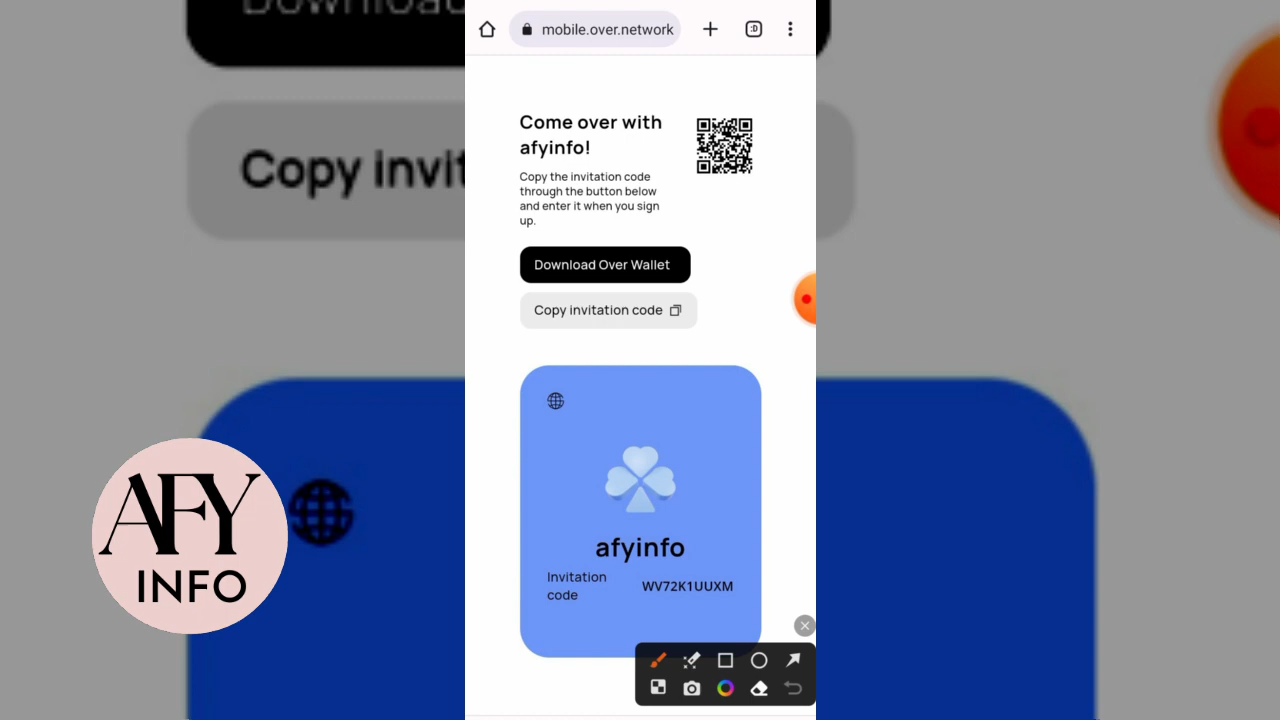 Download
Copy invit
mobile.over.network
:D
Come over with
afyinfo!
Copy the invitation code
through the button below
and enter it when you sign
up.
Download Over Wallet
Copy invitation code
afyinfo
Invitation
code
WV72K1UUXM
AFY
INFO